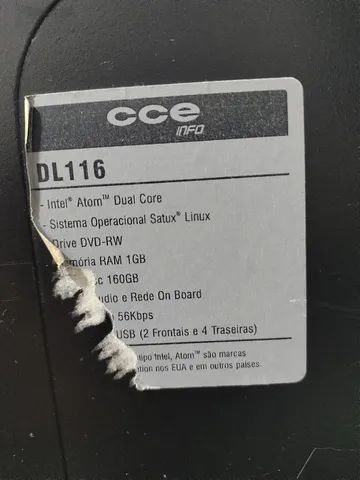 cce
INFO
DL116
- Intel® Atom™ Dual Core
- Sistema Operacional Satux® Linux
Drive DVD-RW
mória RAM 1GB
c 160GB
udio e Rede On Board
56Kbps
USB (2 Frontais e 4 Traseiras)
tipo Intel, Atom™ são marcas
tion nos EUA e em outros países.